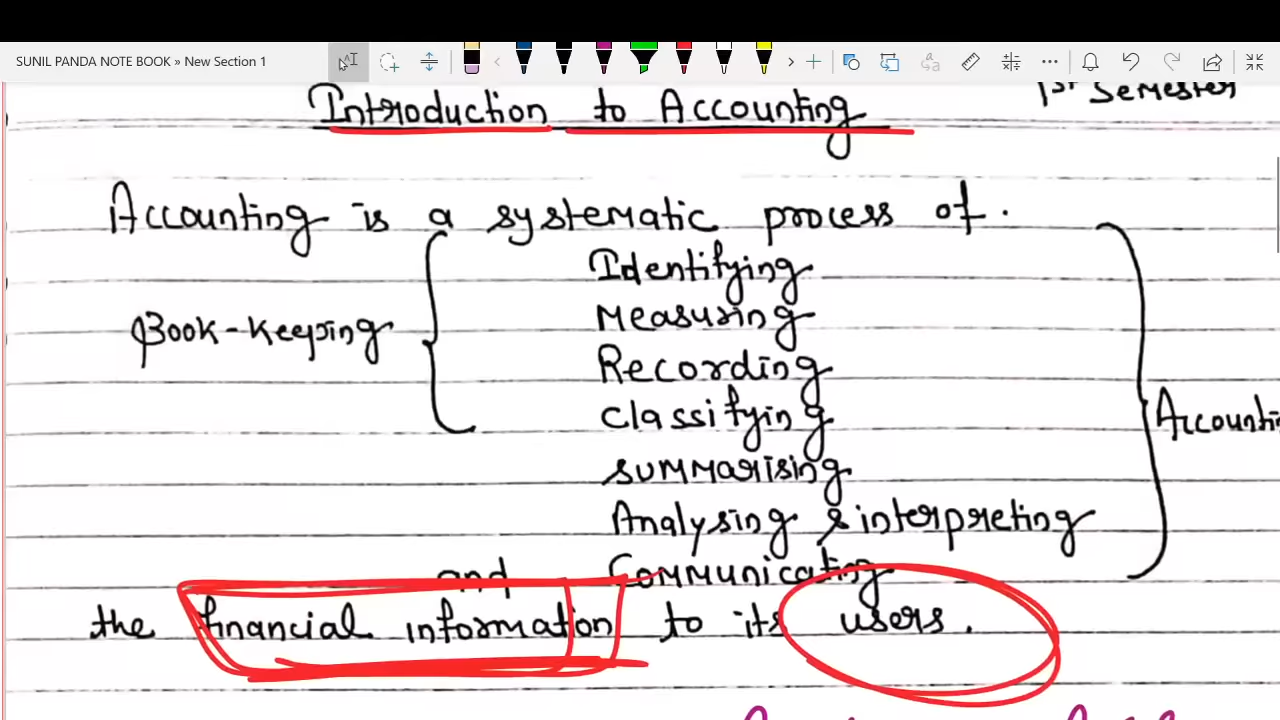 SUNIL PANDA NOTE BOOK » New Section 1
1st Semester
Introduction to Accounting
Accounting is a systematic process of.
Identifying
Measuring
Book-Keeping
Recording
Classifying
Accounti
Summarising
Analysing & interpreting
and Communicating
the financial information to its users.